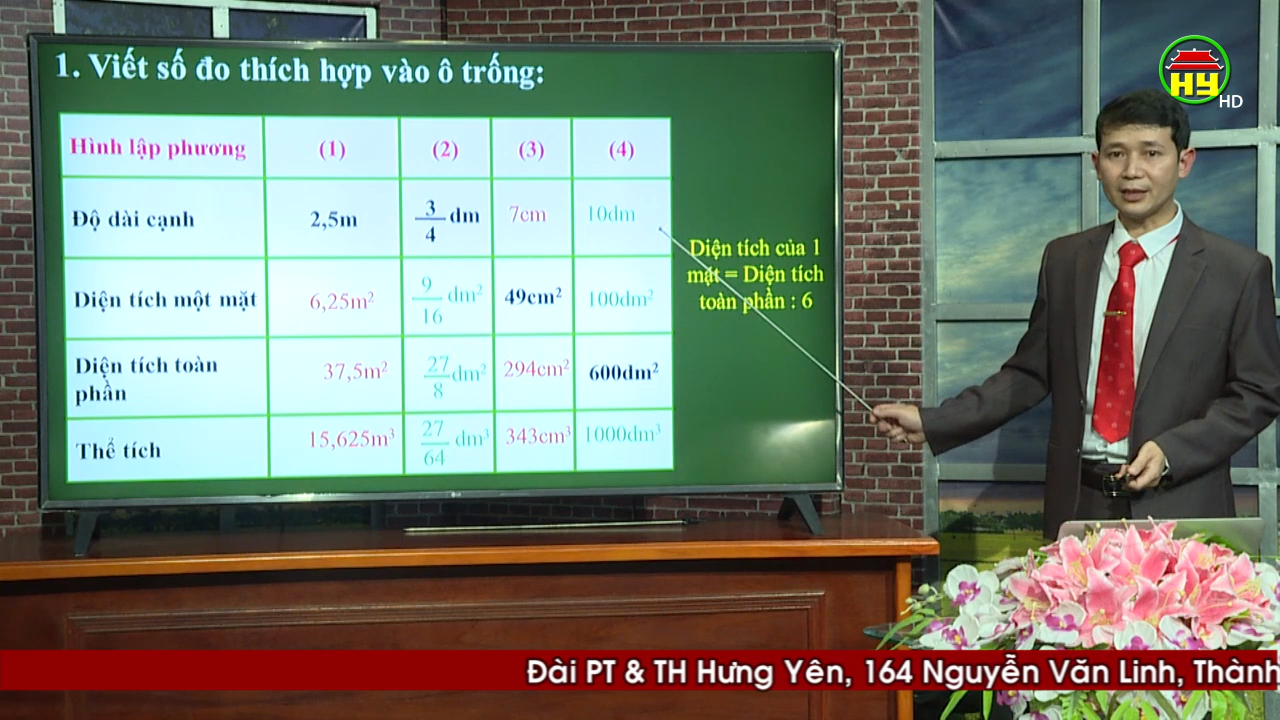 1. Viết số đo thích hợp vào ô trống:
Hình lập phương (1) (2) (3) (4)
Độ dài cạnh 2,5m 3/4 dm 7cm 10dm
Diện tích một mặt 6,25m² 9/16 dm² 49cm² 100dm²
Diện tích toàn phần 37,5m² 27/8 dm² 294cm² 600dm²
Thể tích 15,625m³ 27/64 dm³ 343cm³ 1000dm³
Diện tích của 1
mặt = Diện tích
toàn phần : 6
HY
HD
LG
Đài PT & TH Hưng Yên, 164 Nguyễn Văn Linh, Thành